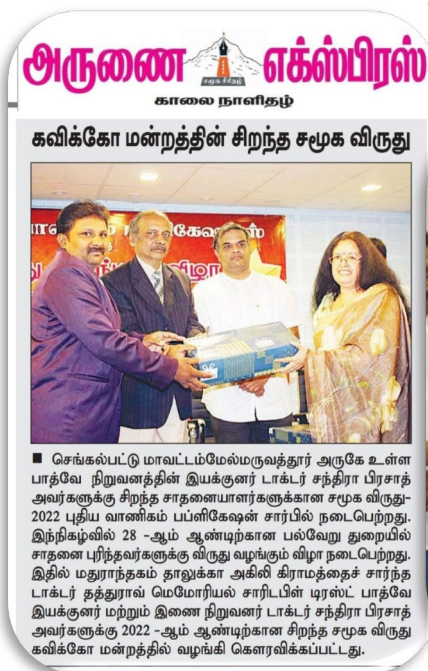 அருணை எக்ஸ்பிரஸ்
சமூக சிந்தனை
காலை நாளிதழ்
கவிக்கோ மன்றத்தின் சிறந்த சமூக விருது
■ செங்கல்பட்டு மாவட்டம்மேல்மருவத்தூர் அருகே உள்ள
பாத்வே நிறுவனத்தின் இயக்குனர் டாக்டர் சந்திரா பிரசாத்
அவர்களுக்கு சிறந்த சாதனையாளர்களுக்கான சமூக விருது-
2022 புதிய வாணிகம் பப்ளிகேஷன் சார்பில் நடைபெற்றது.
இந்நிகழ்வில் 28 -ஆம் ஆண்டிற்கான பல்வேறு துறையில்
சாதனை புரிந்தவர்களுக்கு விருது வழங்கும் விழா நடைபெற்றது.
இதில் மதுராந்தகம் தாலுக்கா அகிலி கிராமத்தைச் சார்ந்த
டாக்டர் தத்துராவ் மெமோரியல் சாரிடபிள் டிரஸ்ட் பாத்வே
இயக்குனர் மற்றும் இணை நிறுவனர் டாக்டர் சந்திரா பிரசாத்
அவர்களுக்கு 2022 -ஆம் ஆண்டிற்கான சிறந்த சமூக விருது
கவிக்கோ மன்றத்தில் வழங்கி கௌரவிக்கப்பட்டது.